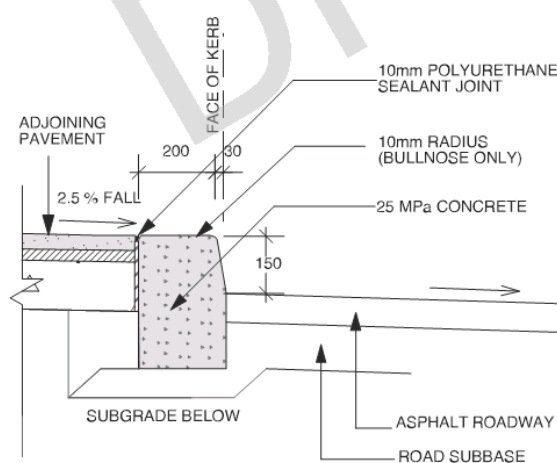 FACE OF KERB
10mm POLYURETHANE
SEALANT JOINT
ADJOINING
PAVEMENT
200
30
10mm RADIUS
(BULLNOSE ONLY)
2.5 % FALL
25 MPa CONCRETE
150
SUBGRADE BELOW
ASPHALT ROADWAY
ROAD SUBBASE